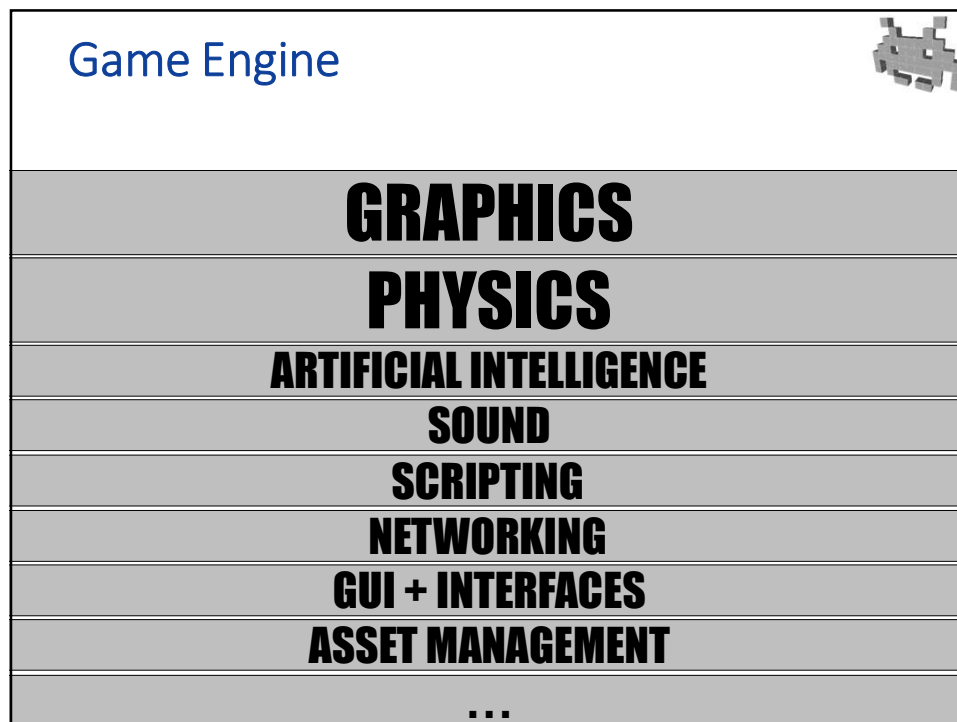 Game Engine
GRAPHICS
PHYSICS
ARTIFICIAL INTELLIGENCE
SOUND
SCRIPTING
NETWORKING
GUI + INTERFACES
ASSET MANAGEMENT
...